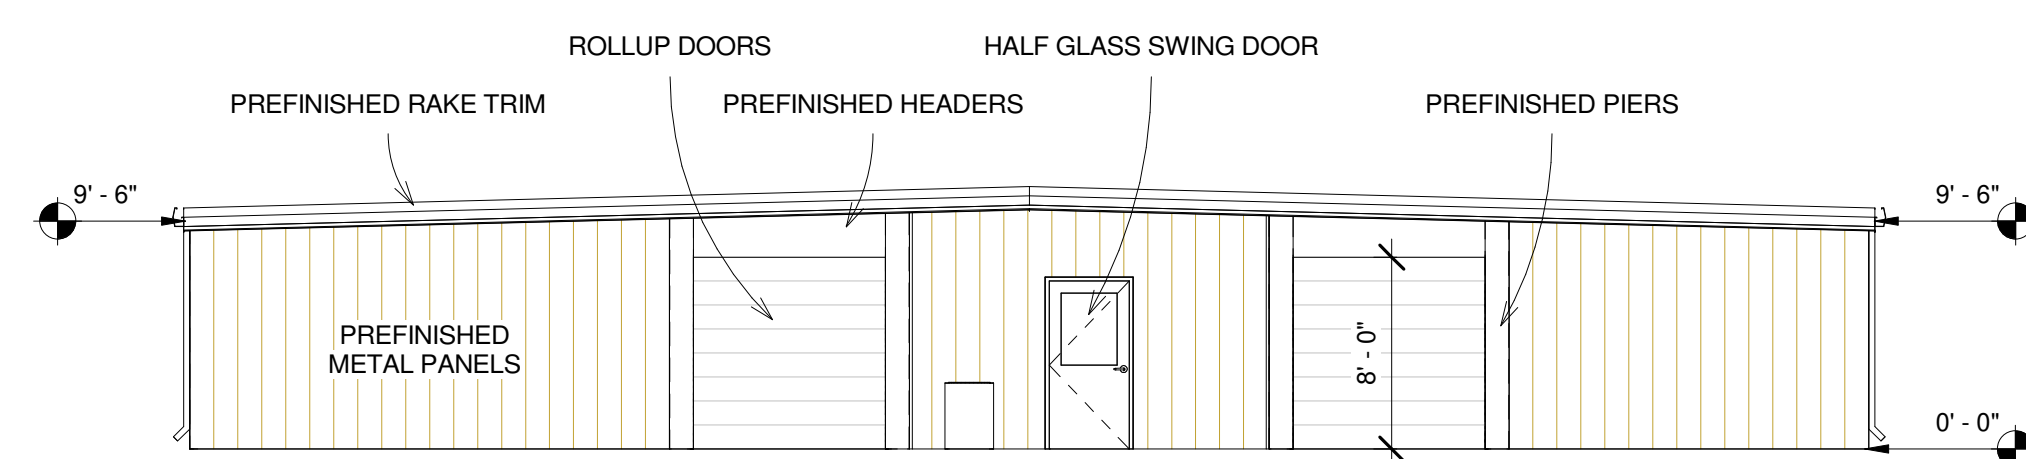 ROLLUP DOORS
HALF GLASS SWING DOOR
PREFINISHED RAKE TRIM
PREFINISHED HEADERS
PREFINISHED PIERS
9' - 6"
9' - 6"
PREFINISHED
METAL PANELS
8' - 0"
0' - 0"